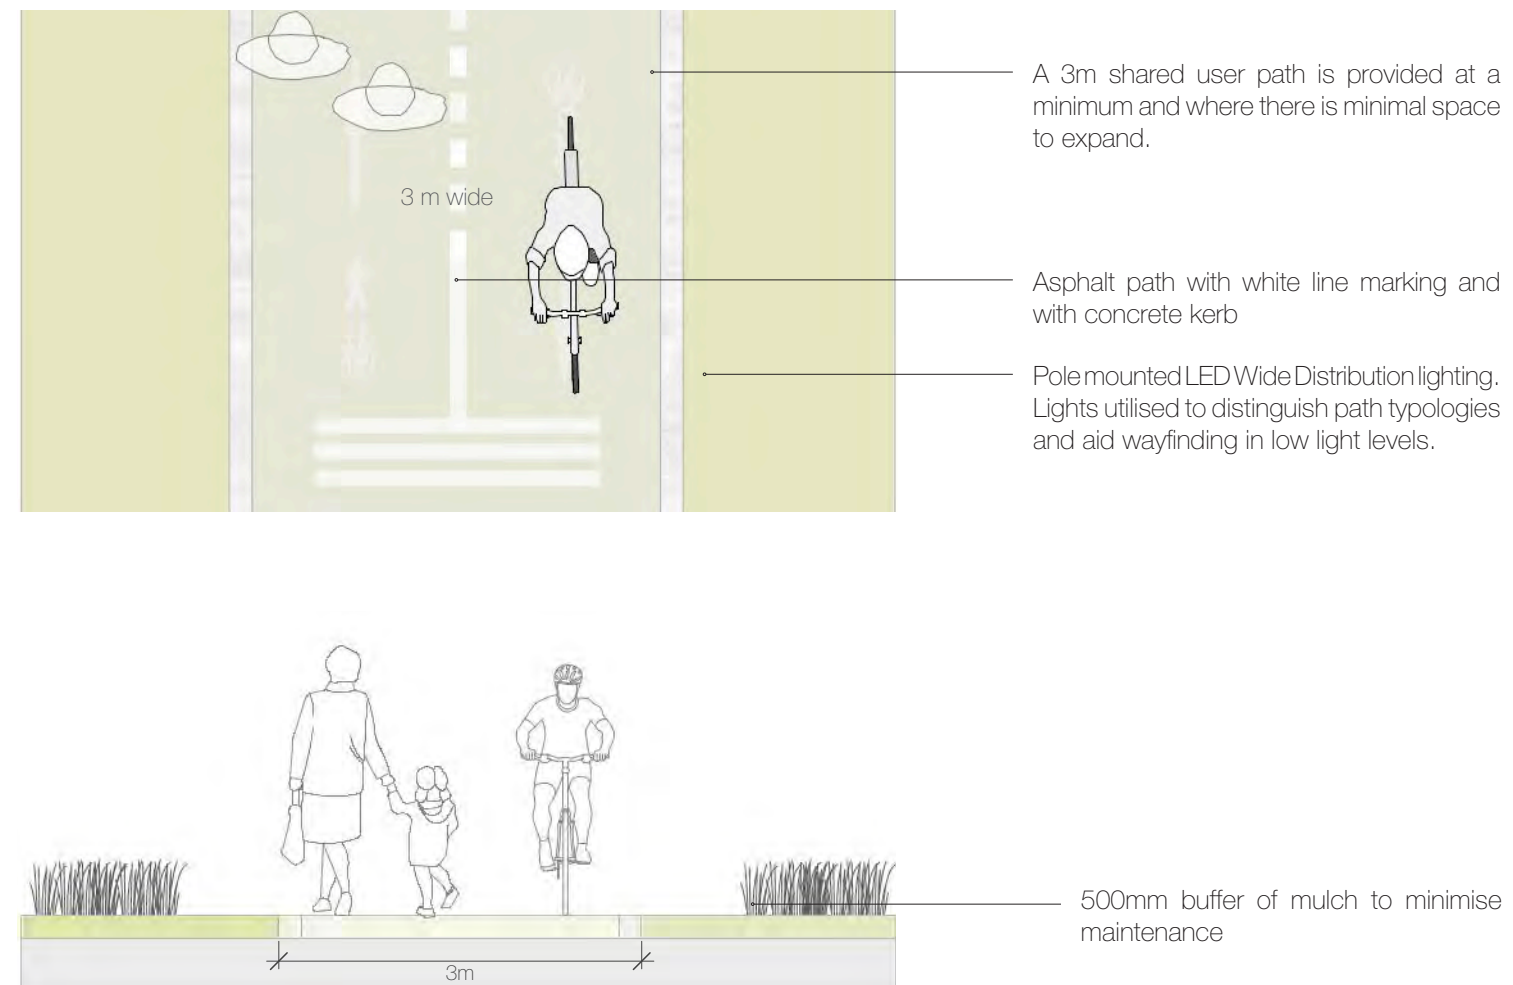 A 3m shared user path is provided at a
minimum and where there is minimal space
to expand.
3 m wide
Asphalt path with white line marking and
with concrete kerb
Pole mounted LED Wide Distribution lighting.
Lights utilised to distinguish path typologies
and aid wayfinding in low light levels.
500mm buffer of mulch to minimise
maintenance
3m